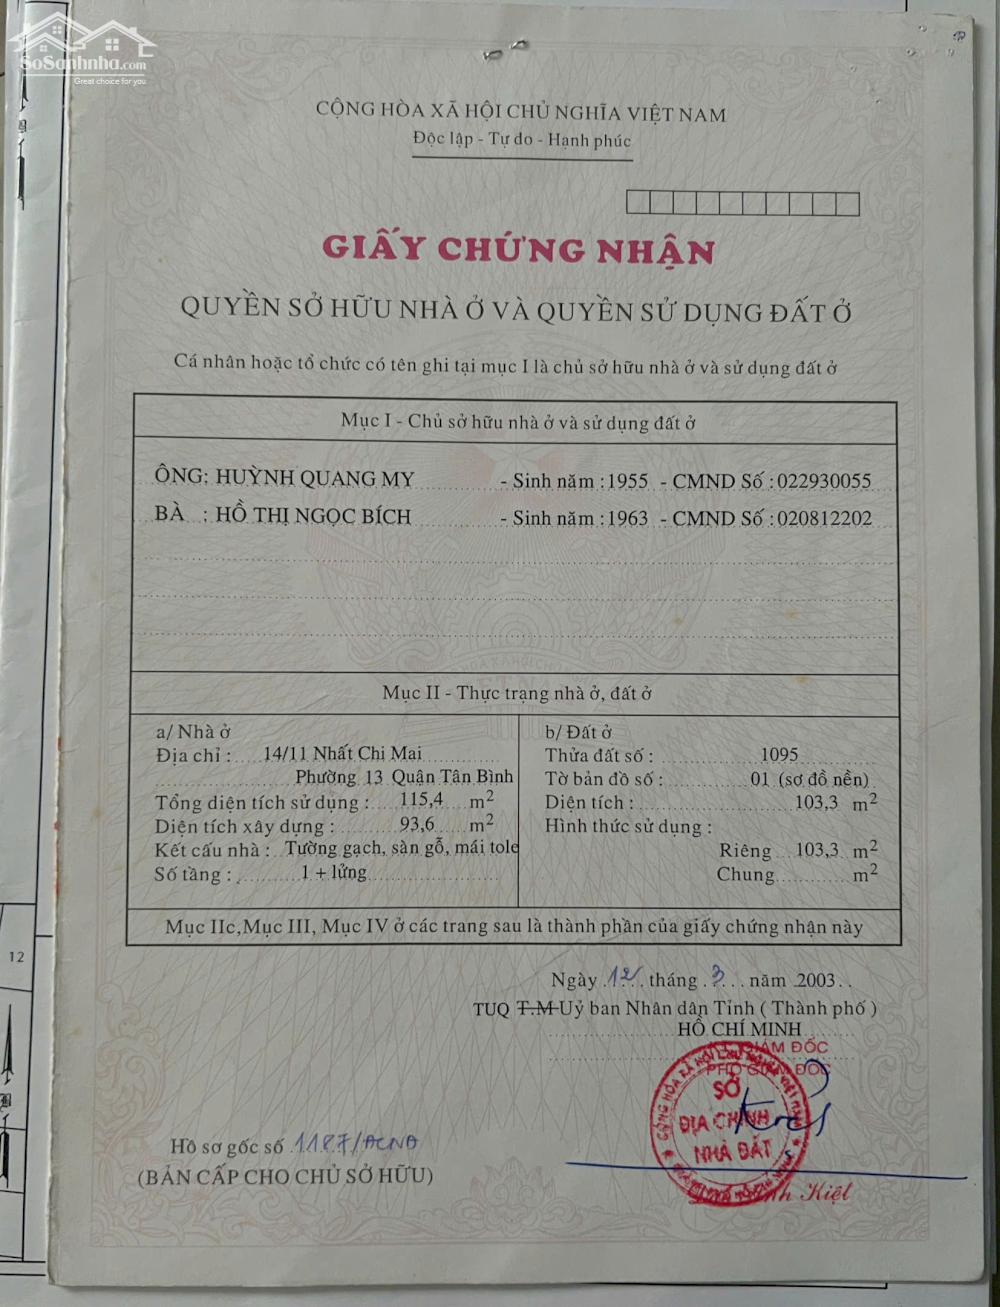 SoSanhnha.com
Great choice for you
CỘNG HÒA XÃ HỘI CHỦ NGHĨA VIỆT NAM
Độc lập - Tự do - Hạnh phúc
GIẤY CHỨNG NHẬN
QUYỀN SỞ HỮU NHÀ Ở VÀ QUYỀN SỬ DỤNG ĐẤT Ở
Cá nhân hoặc tổ chức có tên ghi tại mục I là chủ sở hữu nhà ở và sử dụng đất ở
Mục I - Chủ sở hữu nhà ở và sử dụng đất ở
ÔNG: HUỲNH QUANG MY - Sinh năm : 1955 - CMND Số : 022930055
BÀ : HỒ THỊ NGỌC BÍCH - Sinh năm : 1963 - CMND Số : 020812202
Mục II - Thực trạng nhà ở, đất ở
a/ Nhà ở
Địa chỉ : 14/11 Nhất Chi Mai
Phường 13 Quận Tân Bình
Tổng diện tích sử dụng : 115,4 m2
Diện tích xây dựng : 93,6 m2
Kết cấu nhà : Tường gạch, sàn gỗ, mái tole
Số tầng : 1 + lửng
b/ Đất ở
Thửa đất số : 1095
Tờ bản đồ số : 01 (sơ đồ nền)
Diện tích : 103,3 m2
Hình thức sử dụng :
Riêng 103,3 m2
Chung m2
Mục IIc, Mục III, Mục IV ở các trang sau là thành phần của giấy chứng nhận này
Ngày 12 tháng 3 năm 2003
TUQ T.M Uỷ ban Nhân dân Tỉnh ( Thành phố )
HỒ CHÍ MINH
GIÁM ĐỐC
PHÓ GIÁM ĐỐC
SỞ
ĐỊA CHÍNH
NHÀ ĐẤT
Kiệt
Hồ sơ gốc số 1187/
(BẢN CẤP CHO CHỦ SỞ HỮU)
12